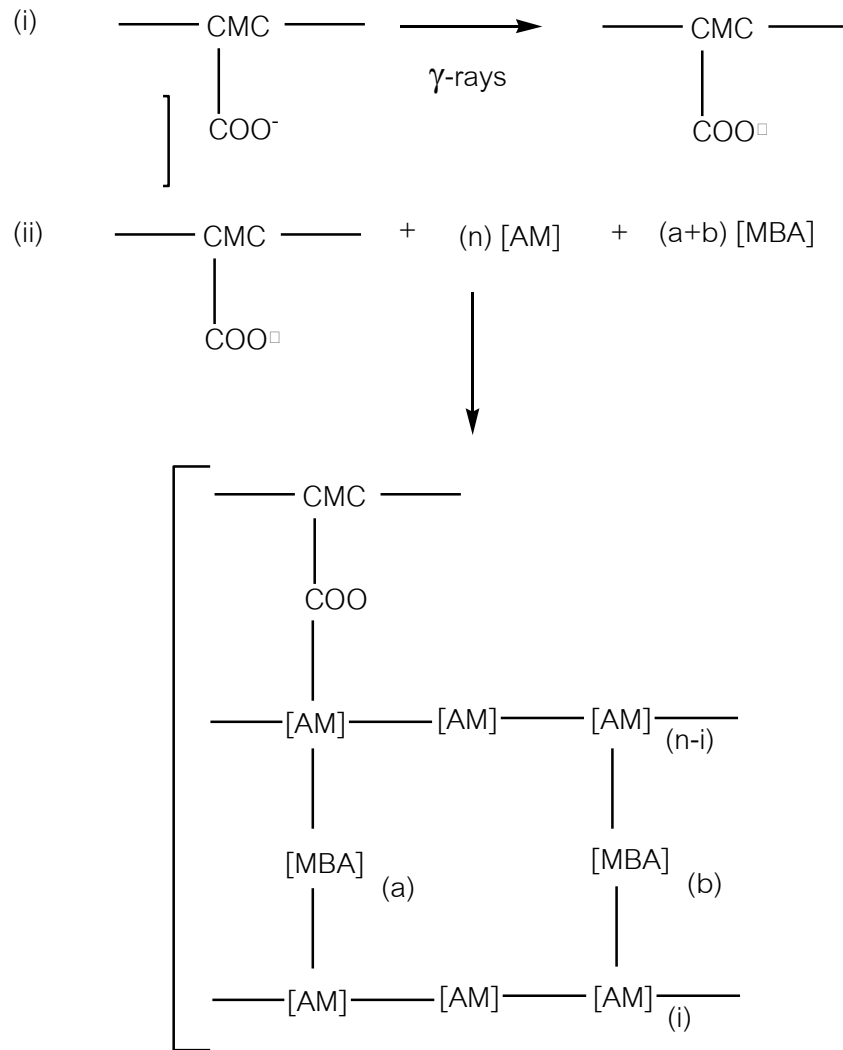 (i) CMC CMC
γ-rays
COO⁻ COO□
(ii) CMC + (n) [AM] + (a+b) [MBA]
COO□
CMC
COO
[AM] [AM] [AM] (n-i)
[MBA] (a) [MBA] (b)
[AM] [AM] [AM] (i)